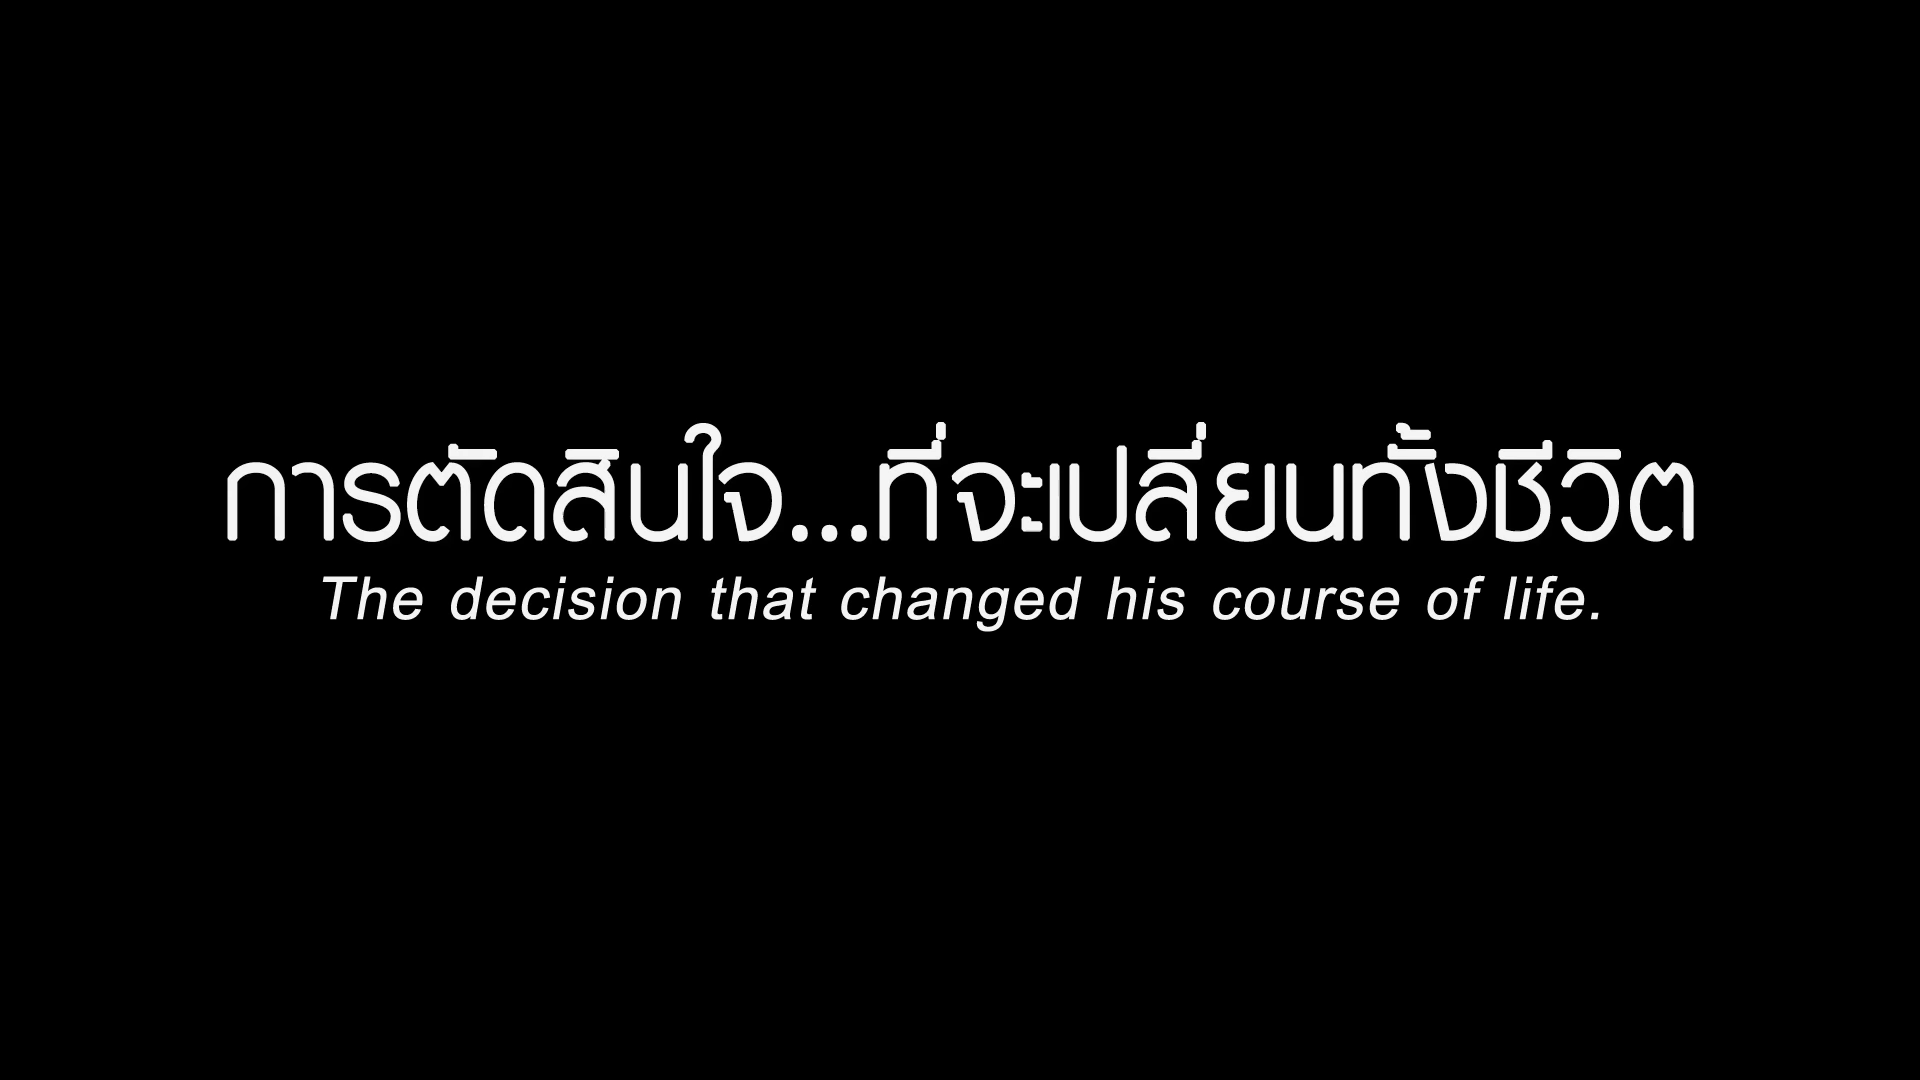 การตัดสินใจ...ที่จะเปลี่ยนทั้งชีวิต
The decision that changed his course of life.